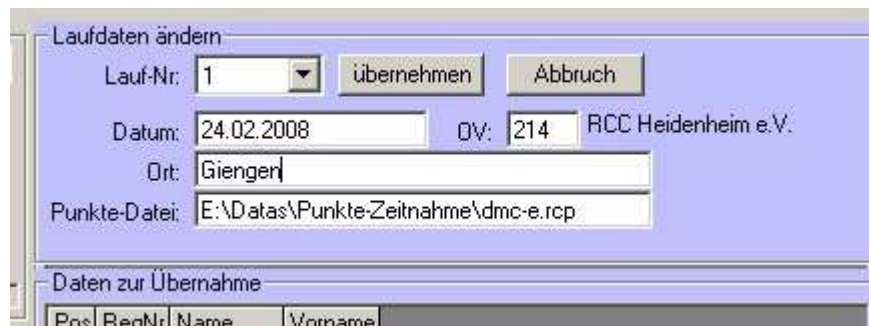 Laufdaten ändern
Lauf-Nr: 1 übernehmen Abbruch
Datum: 24.02.2008 OV: 214 RCC Heidenheim e.V.
Ort: Giengen
Punkte-Datei: E:\Datas\Punkte-Zeitnahme\dmc-e.rcp
Daten zur Übernahme
Pos RegNr Name Vorname